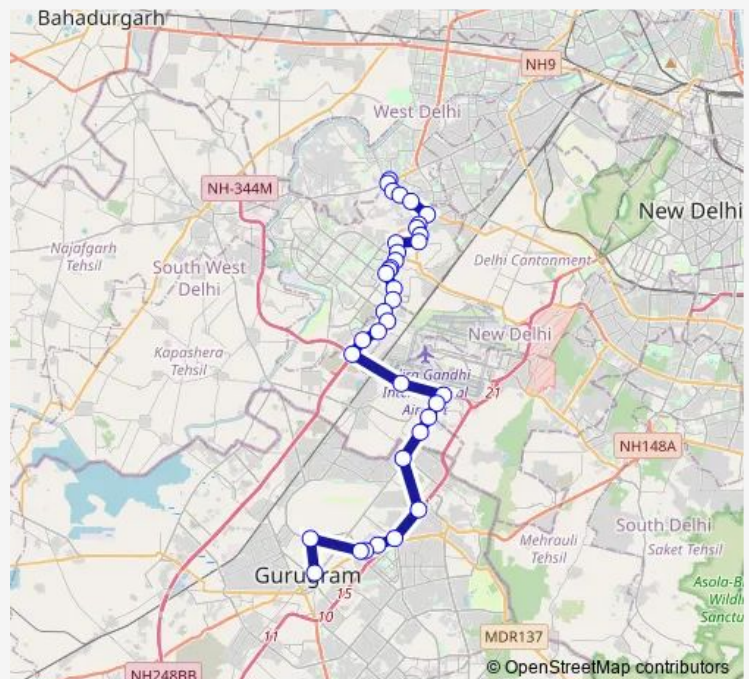 Bahadurgarh
NH9
West Delhi
NH-344M
New Delhi
Najafgarh
Tehsil
South West
Delhi
Delhi Cantonment
New Delhi
Kapashera
Tehsil
Gandhi
21
NH148A
South Delhi
Mehrauli
Tehsil
Saket Tehsil
Gurugram
15
10
11
MDR137
NH248BB
© OpenStreetMap contributors